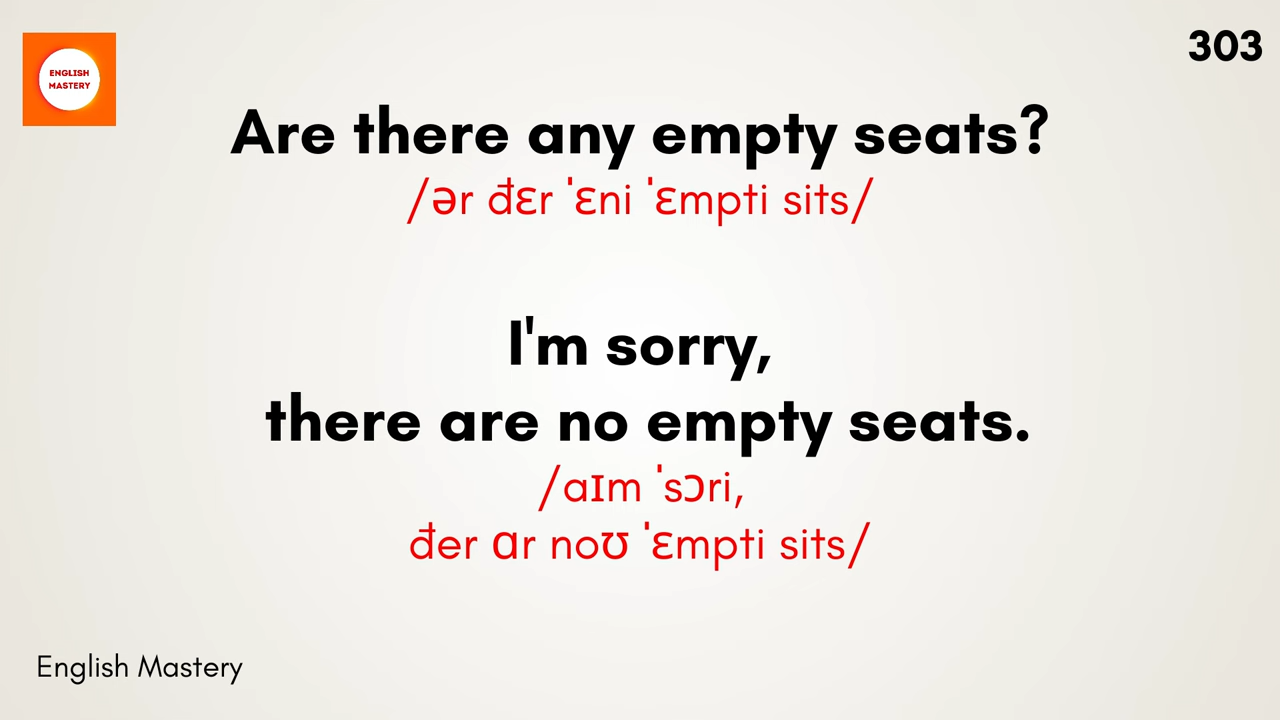 ENGLISH
MASTERY
303
Are there any empty seats?
/ər đɛr ˈɛni ˈɛmpti sits/
I'm sorry,
there are no empty seats.
/aɪm ˈsɔri,
đer ɑr noʊ ˈɛmpti sits/
English Mastery